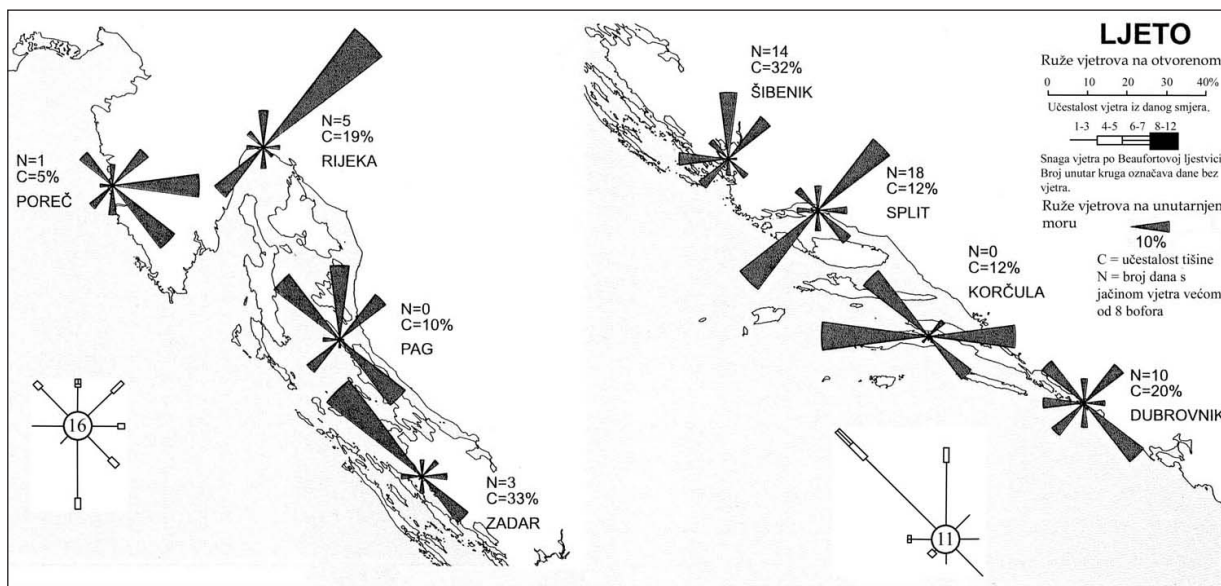 LJETO
Ruže vjetrova na otvorenom
0 10 20 30 40%
Učestalost vjetra iz danog smjera.
1-3 4-5 6-7 8-12
Snaga vjetra po Beaufortovoj ljestvici
Broj unutar kruga označava dane bez
vjetra.
Ruže vjetrova na unutarnjem
moru
10%
C = učestalost tišine
N = broj dana s
jačinom vjetra većom
od 8 bofora
N=1
C=5%
POREČ
N=5
C=19%
RIJEKA
N=0
C=10%
PAG
N=3
C=33%
ZADAR
16
N=14
C=32%
ŠIBENIK
N=18
C=12%
SPLIT
N=0
C=12%
KORČULA
N=10
C=20%
DUBROVNIK
11